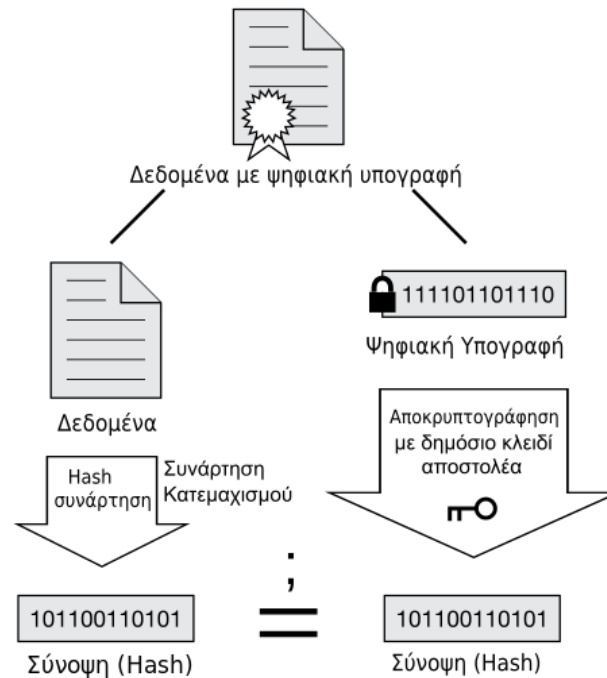 Δεδομένα με ψηφιακή υπογραφή
111101101110
Ψηφιακή Υπογραφή
Δεδομένα
Αποκρυπτογράφηση
με δημόσιο κλειδί
αποστολέα
Hash
συνάρτηση
Συνάρτηση
Κατεμαχισμού
;
=
101100110101
101100110101
Σύνοψη (Hash)
Σύνοψη (Hash)